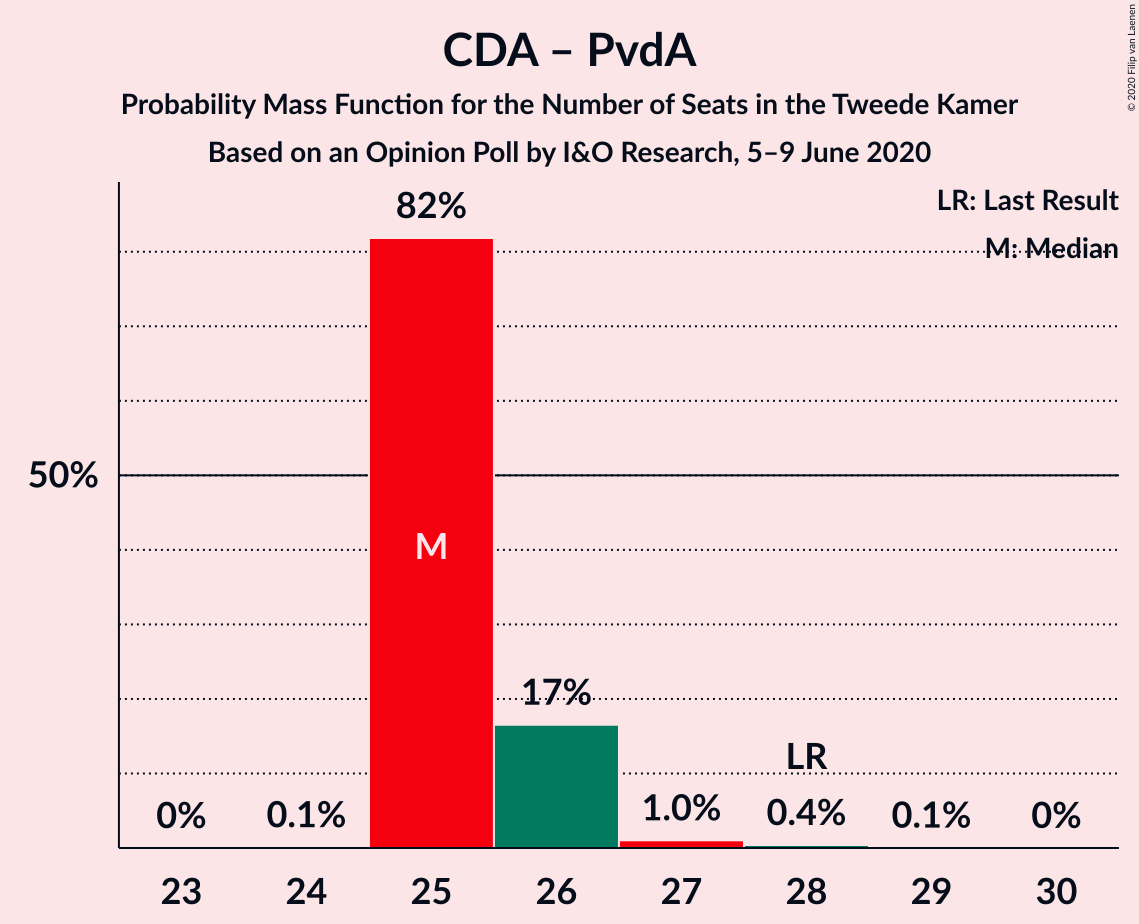 CDA – PvdA
Probability Mass Function for the Number of Seats in the Tweede Kamer
Based on an Opinion Poll by I&O Research, 5–9 June 2020
© 2020 Filip van Laenen
LR: Last Result
M: Median
82%
50%
M
17%
LR
0% 0.1% 1.0% 0.4% 0.1% 0%
23 24 25 26 27 28 29 30